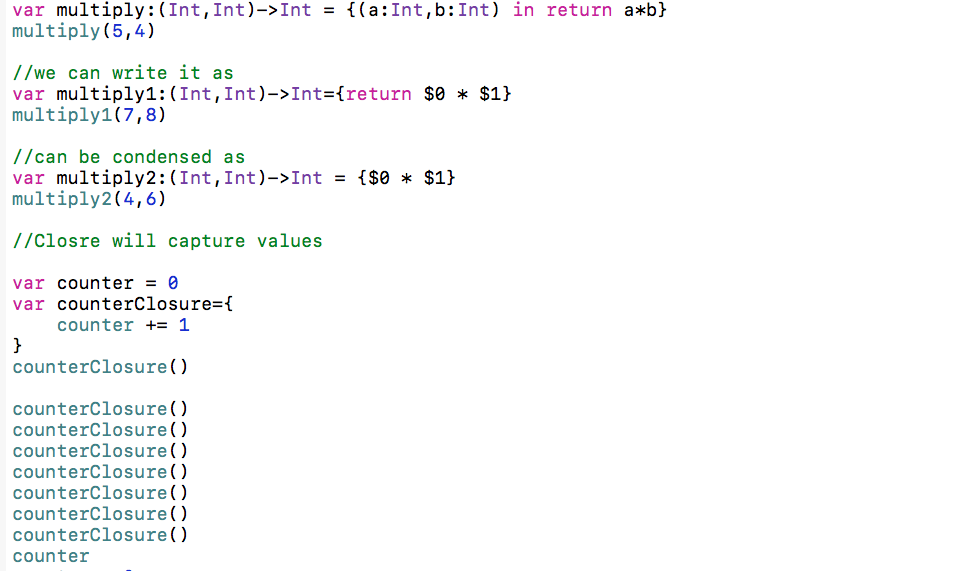 var multiply:(Int,Int)->Int = {(a:Int,b:Int) in return a*b}
multiply(5,4)
//we can write it as
var multiply1:(Int,Int)->Int={return $0 * $1}
multiply1(7,8)
//can be condensed as
var multiply2:(Int,Int)->Int = {$0 * $1}
multiply2(4,6)
//Closre will capture values
var counter = 0
var counterClosure={
    counter += 1
}
counterClosure()
counterClosure()
counterClosure()
counterClosure()
counterClosure()
counterClosure()
counterClosure()
counterClosure()
counter